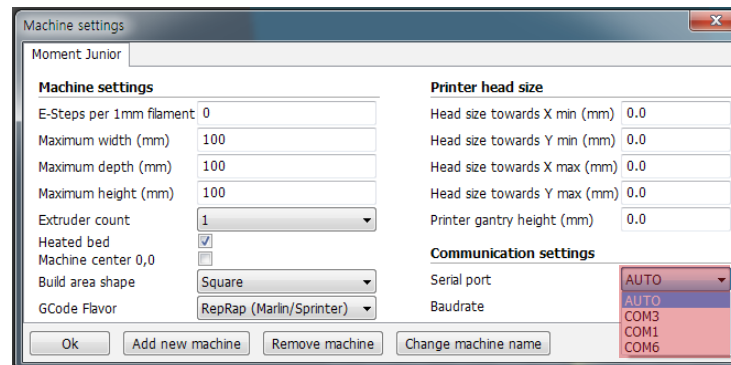 Machine settings
Moment Junior
Machine settings
E-Steps per 1mm filament 0
Maximum width (mm) 100
Maximum depth (mm) 100
Maximum height (mm) 100
Extruder count 1
Heated bed
Machine center 0,0
Build area shape Square
GCode Flavor RepRap (Marlin/Sprinter)
Printer head size
Head size towards X min (mm) 0.0
Head size towards Y min (mm) 0.0
Head size towards X max (mm) 0.0
Head size towards Y max (mm) 0.0
Printer gantry height (mm) 0.0
Communication settings
Serial port AUTO
Baudrate
AUTO
COM3
COM1
COM6
Ok Add new machine Remove machine Change machine name